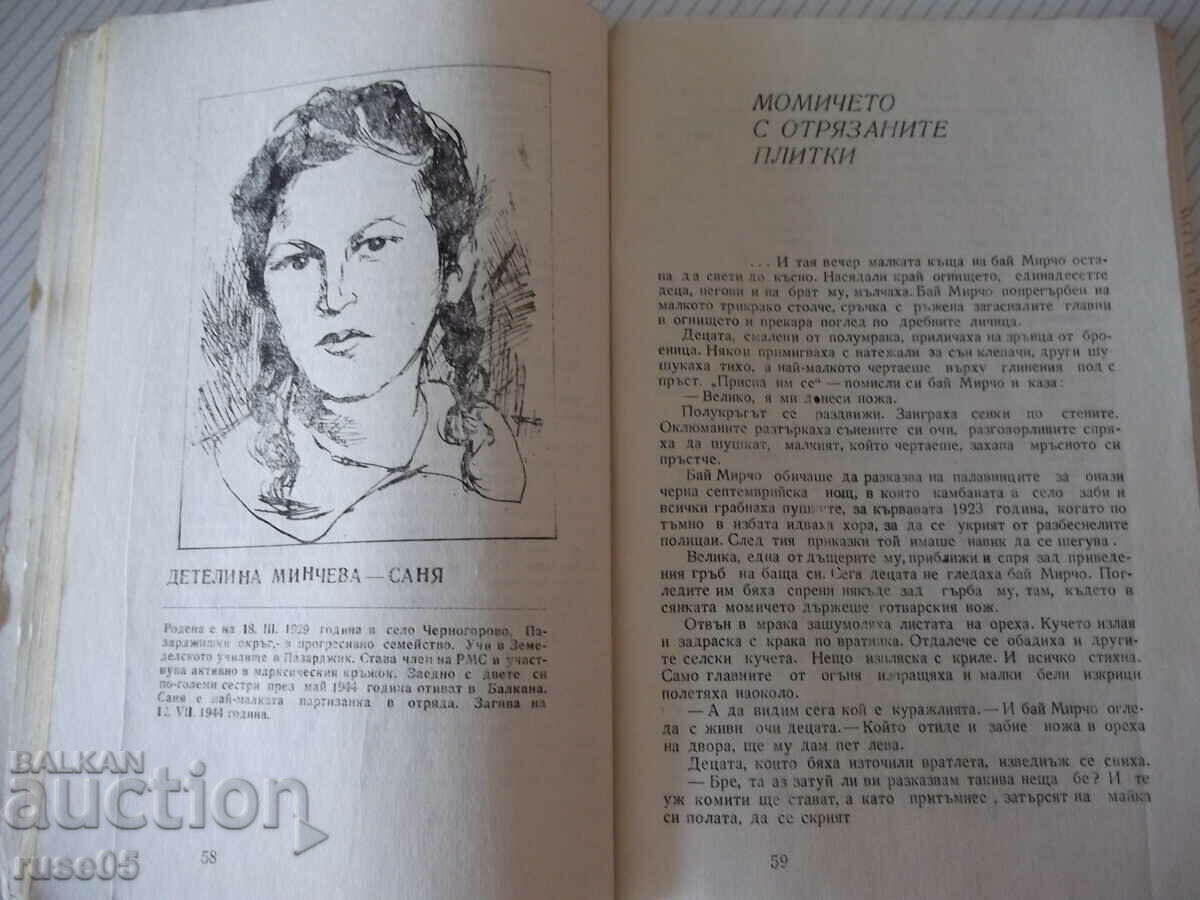 ДЕТЕЛИНА МИНЧЕВА — САНЯ
Родена е на 18. III. 1929 година в село Черногорово, Па-
зарджишки окръг, в прогресивно семейство. Учи в Земе-
делското училище в Пазарджик. Става член на РМС и участ-
вува активно в марксическия кръжок. Заедно с двете си
по-големи сестри през май 1944 година отиват в Балкана.
Саня е най-малката партизанка в отряда. Загива на
12. VII. 1944 година.
58
МОМИЧЕТО
С ОТРЯЗАНИТЕ
ПЛИТКИ
... И тая вечер малката къща на бай Мирчо оста-
на да свети до късно. Насядали край огнището, единадесетте
деца, негови и на брат му, мълчаха. Бай Мирчо попрегърбен на
малкото трикрако столче, сръчка с ръжена загасналите главни
в огнището и прекара поглед по дребните личица.
Децата, смалени от полумрака, приличаха на зрънца от бро-
еница. Някои примигваха с натежали за сън клепачи, други шу-
шукаха тихо, а най-малкото чертаеше върху глинения под с
пръст. „Приспа им се“ — помисли си бай Мирчо и каза:
— Велико, я ми донеси ножа.
Полукръгът се раздвижи. Заиграха сенки по стените.
Оклюмалите разтъркаха сънените си очи, разговорливите спря-
ха да шушкат, малкият, който чертаеше, захапа мръсното си
пръстче.
Бай Мирчо обичаше да разказва на палавниците за онази
черна септемврийска нощ, в която камбаната в село заби и
всички грабнаха пушките, за кървавата 1923 година, когато по
тъмно в избата идваха хора, за да се укрият от разбеснелите
полицаи. След тия приказки той имаше навик да се шегува.
Велика, една от дъщерите му, приближи и спря зад приведе-
ния гръб на баща си. Сега децата не гледаха бай Мирчо. Пог-
ледите им бяха спрени някъде зад гърба му, там, където в
сянката момичето държеше готварския нож.
Отвън в мрака зашумоляха листата на ореха. Кучето излая
и задраска с крака по вратника. Отдалече се обадиха и други-
те селски кучета. Нещо изпляска с криле. И всичко стихна.
Само главните от огъня изпращяха и малки бели изкрици
полетяха наоколо.
— А да видим сега кой е куражлията. — И бай Мирчо огле-
да с живи очи децата. — Който отиде и забие ножа в ореха
на двора, ще му дам пет лева.
Децата, които бяха източили вратлета, изведнъж се свиха.
— Бре, та аз затуй ли ви разказвам такива неща бе? И те
уж комити ще стават, а като притъмнее, затърсят на майка
си полата, да се скрият
59
BALKAN
auction
ruse05